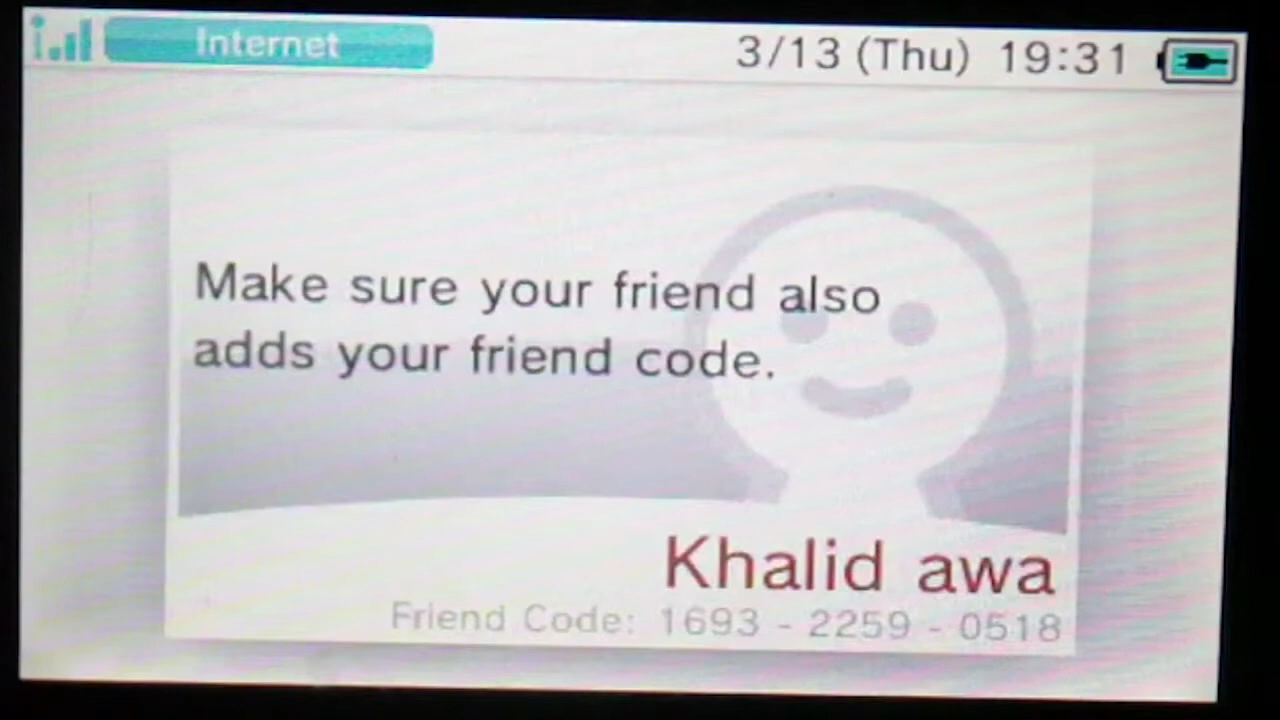 Internet
3/13 (Thu) 19:31
Make sure your friend also
adds your friend code.
Khalid awa
Friend Code: 1693 - 2259 - 0518